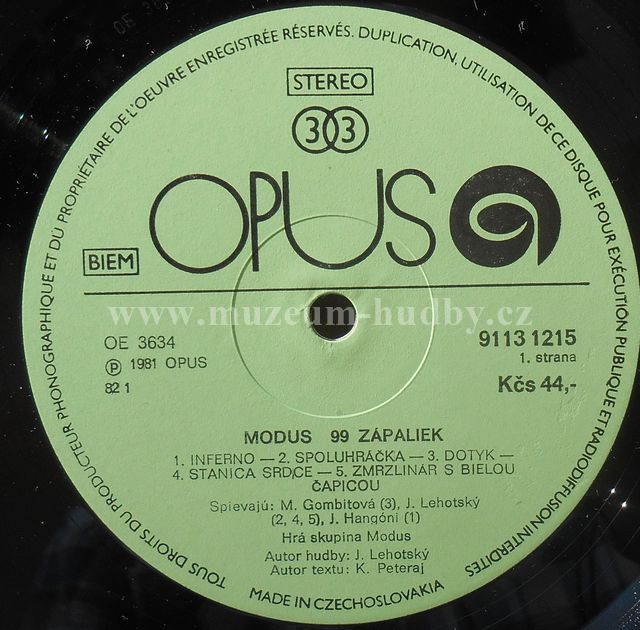 TOUS DROITS DU PRODUCTEUR PHONOGRAPHIQUE ET DU PROPRIÉTAIRE DE L'OEUVRE ENREGISTRÉE RÉSERVÉS. DUPLICATION, UTILISATION DE CE DISQUE POUR EXÉCUTION PUBLIQUE ET RADIODIFFUSION INTERDITES
STEREO
33
OPUS
BIEM
www.muzeum-hudby.cz
OE 3634
9113 1215
Ⓟ 1981 OPUS
1. strana
82 1
Kčs 44,-
MODUS 99 ZÁPALIEK
1. INFERNO — 2. SPOLUHRÁČKA — 3. DOTYK —
4. STANICA SRDCE — 5. ZMRZLINÁR S BIELOU
ČAPICOU
Spievajú: M. Gombitová (3), J. Lehotský
(2, 4, 5), J. Hangóni (1)
Hrá skupina Modus
Autor hudby: J. Lehotský
Autor textu: K. Peteraj
MADE IN CZECHOSLOVAKIA